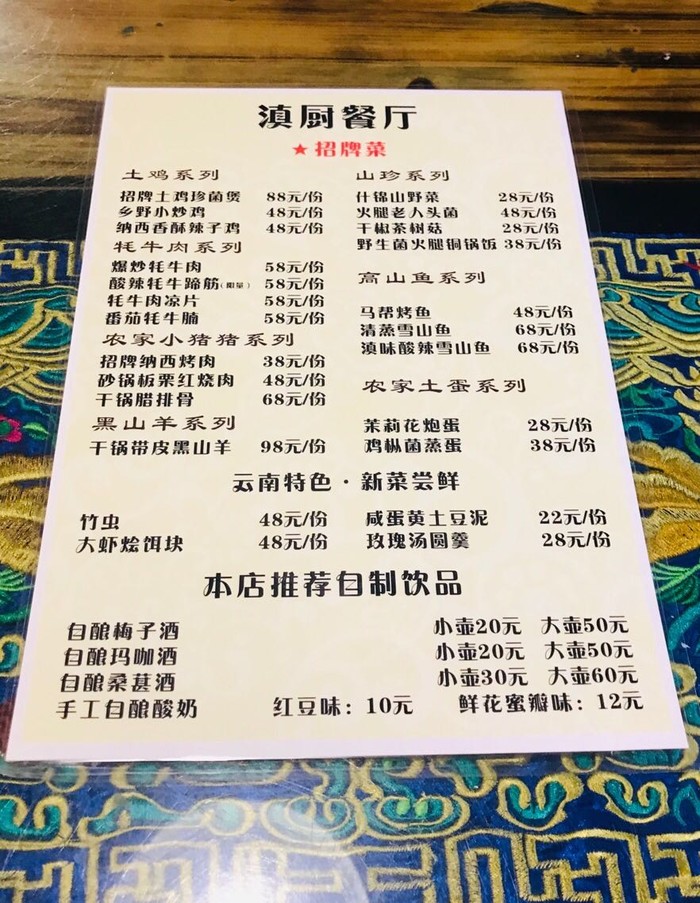 滇厨餐厅
★招牌菜
土鸡系列
招牌土鸡珍菌煲 88元/份
乡野小炒鸡 48元/份
纳西香酥辣子鸡 48元/份
牦牛肉系列
爆炒牦牛肉 58元/份
酸辣牦牛蹄筋(限量) 58元/份
牦牛肉凉片 58元/份
番茄牦牛腩 58元/份
农家小猪猪系列
招牌纳西烤肉 38元/份
砂锅板栗红烧肉 48元/份
干锅腊排骨 68元/份
黑山羊系列
干锅带皮黑山羊 98元/份
山珍系列
什锦山野菜 28元/份
火腿老人头菌 48元/份
干椒茶树菇 28元/份
野生菌火腿铜锅饭 38元/份
高山鱼系列
马帮烤鱼 48元/份
清蒸雪山鱼 68元/份
滇味酸辣雪山鱼 68元/份
农家土蛋系列
茉莉花炮蛋 28元/份
鸡枞菌蒸蛋 38元/份
云南特色·新菜尝鲜
竹虫 48元/份
大虾烩饵块 48元/份
咸蛋黄土豆泥 22元/份
玫瑰汤圆羹 28元/份
本店推荐自制饮品
自酿梅子酒 小壶20元 大壶50元
自酿玛咖酒 小壶20元 大壶50元
自酿桑葚酒 小壶30元 大壶60元
手工自酿酸奶 红豆味：10元 鲜花蜜瓣味：12元